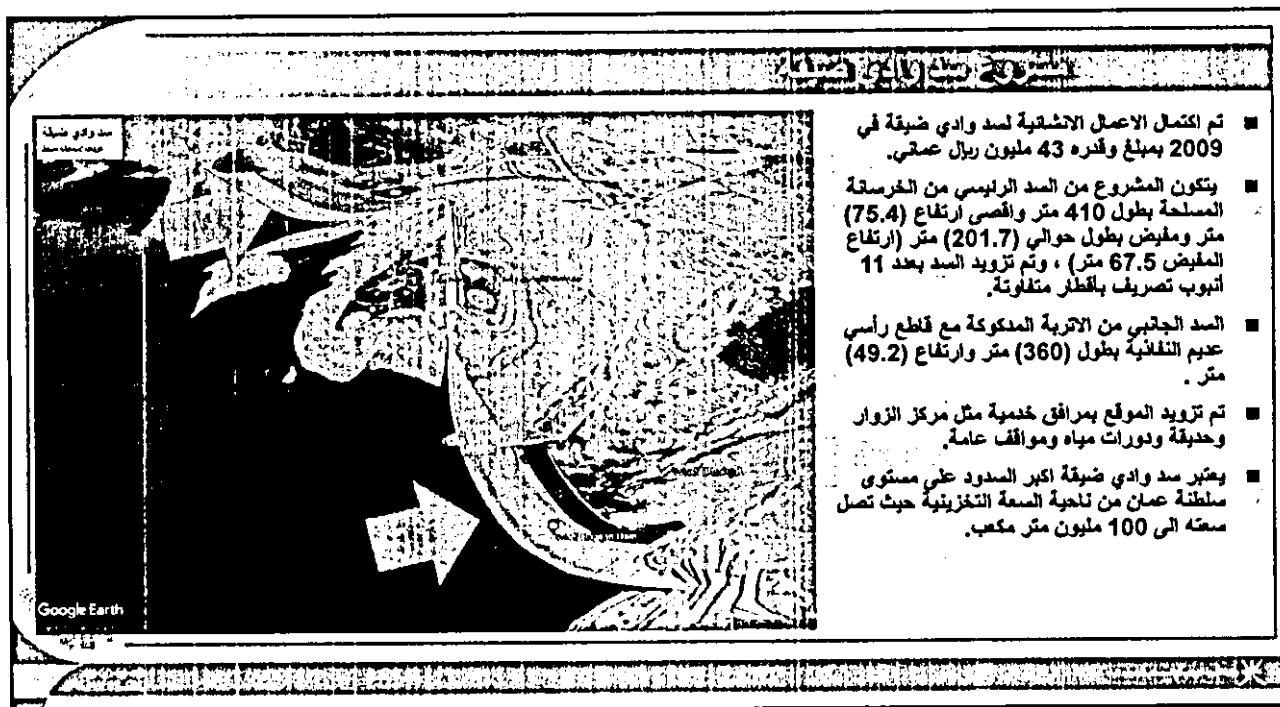 سد وادي ضيقة
تم اكتمال الاعمال الانشائية لسد وادي ضيقة في
2009 بمبلغ وقدره 43 مليون ريال عماني.
يتكون المشروع من السد الرئيسي من الخرسانة
المسلحة بطول 410 متر واقصى ارتفاع (75.4)
متر ومفيض بطول حوالي (201.7) متر (ارتفاع
المفيض 67.5 متر) ، وتم تزويد السد بعدد 11
أنبوب تصريف بأقطار متفاوتة.
السد الجانبي من الاتربة المدكوكة مع قاطع رأسي
عديم النفاذية بطول (360) متر وارتفاع (49.2)
متر .
تم تزويد الموقع بمرافق خدمية مثل مركز الزوار
وحديقة ودورات مياه ومواقف عامة.
يعتبر سد وادي ضيقة اكبر السدود على مستوى
سلطنة عمان من ناحية السعة التخزينية حيث تصل
سعته الى 100 مليون متر مكعب.
Google Earth